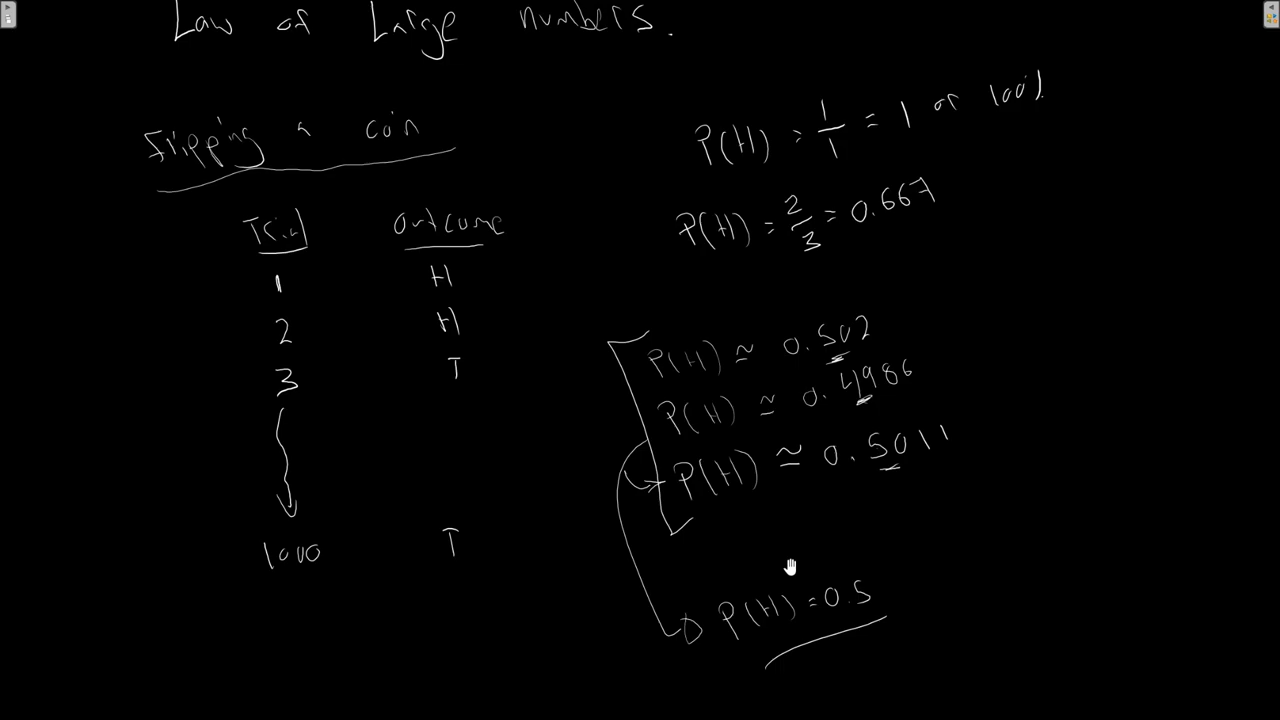 Law of Large numbers.
Flipping a coin
Trial Outcome
1 H
2 H
3 T
1000 T
P(H) = 1/1 = 1 or 100%
P(H) = 2/3 = 0.667
P(H) ≃ 0.502
P(H) ≃ 0.4986
P(H) ≃ 0.5011
P(H) = 0.5